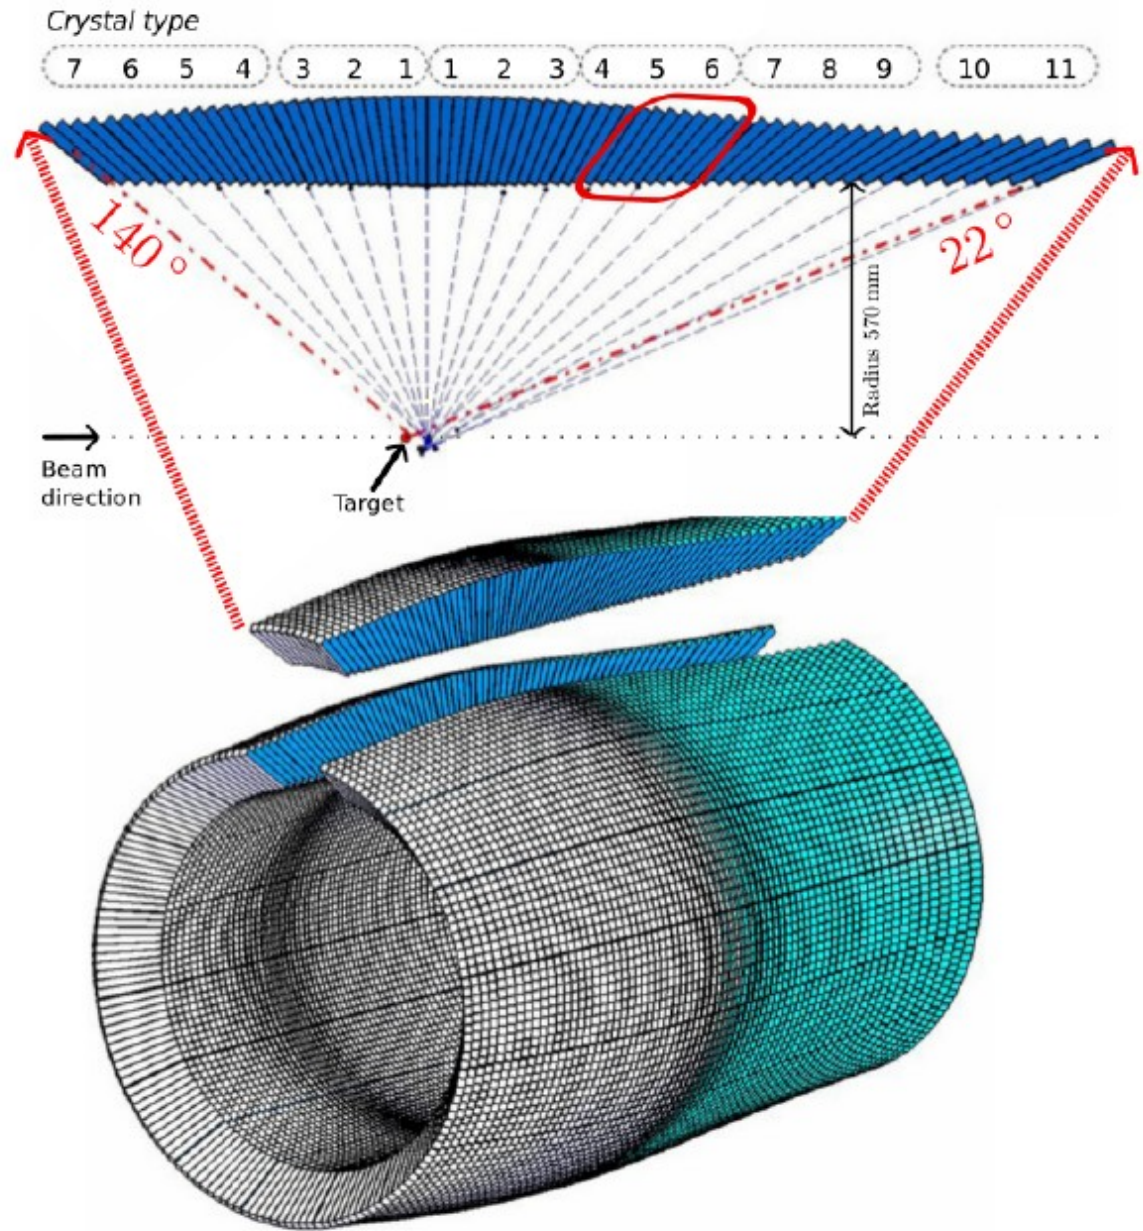 Crystal type
7 6 5 4 3 2 1 1 2 3 4 5 6 7 8 9 10 11
140°
22°
Radius 570 mm
Beam
direction
Target